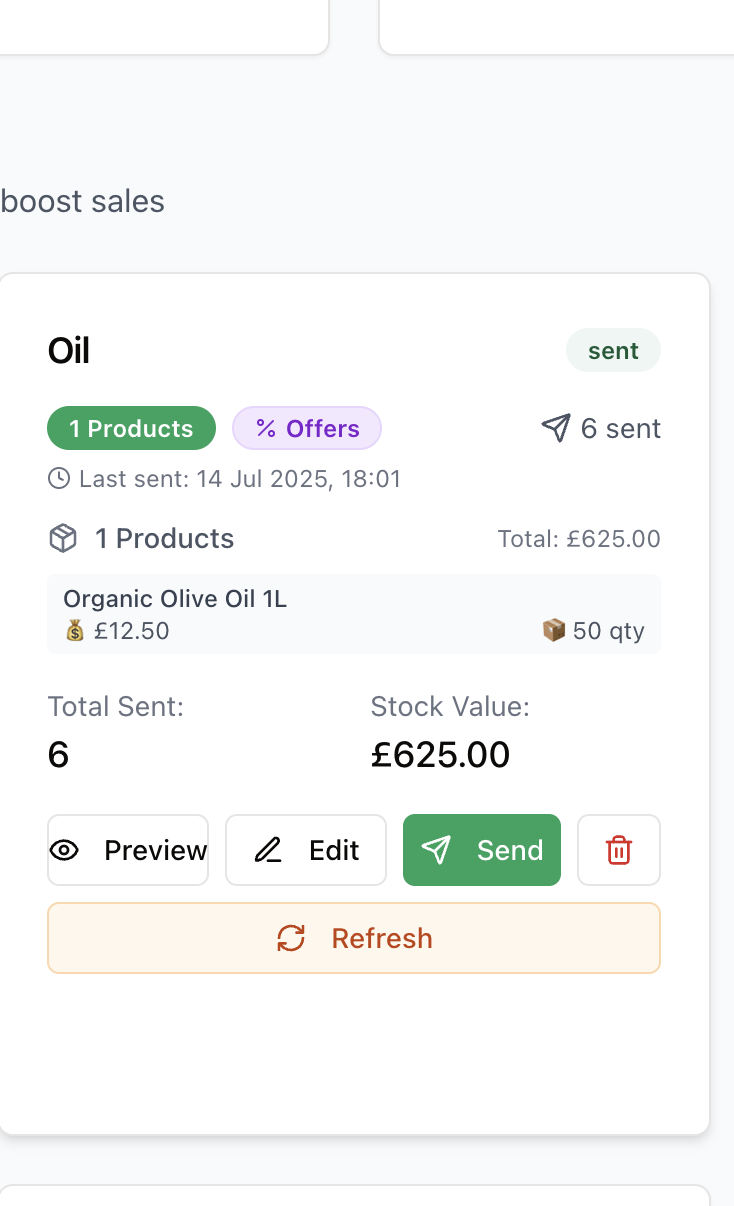 boost sales
Oil
sent
1 Products
% Offers
6 sent
Last sent: 14 Jul 2025, 18:01
1 Products
Total: £625.00
Organic Olive Oil 1L
£12.50
50 qty
Total Sent:
Stock Value:
6
£625.00
Preview
Edit
Send
Refresh